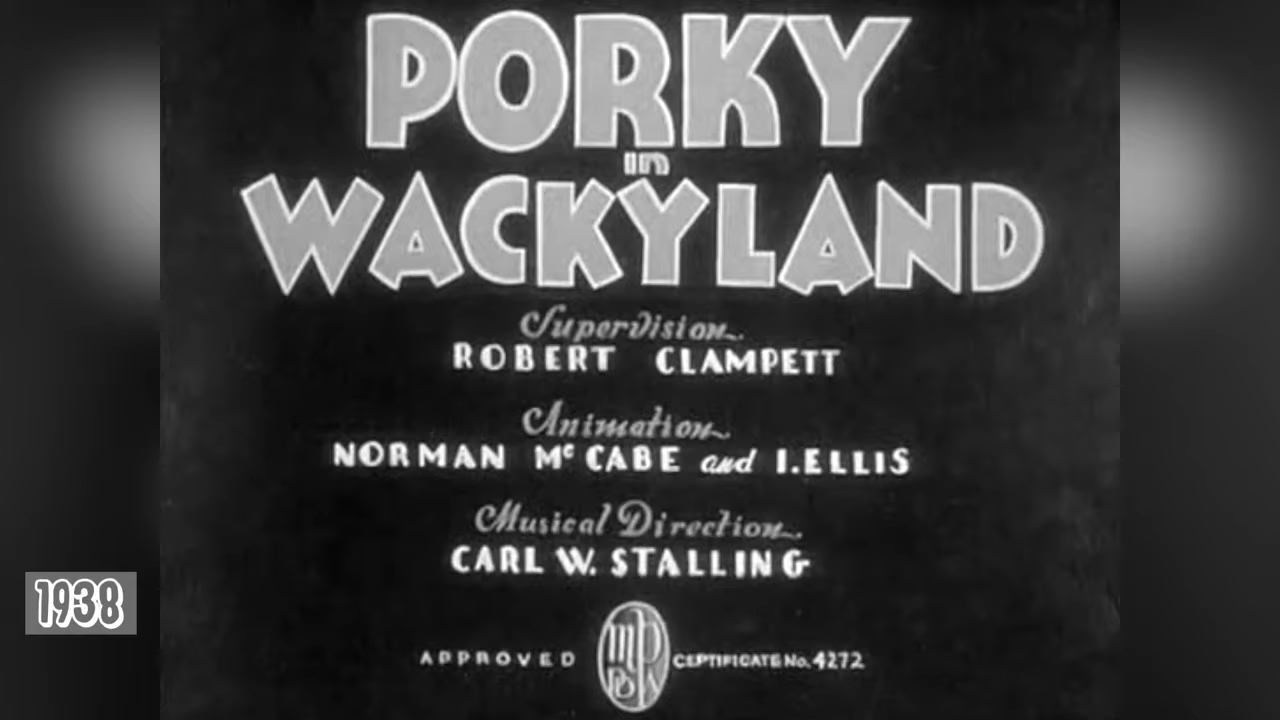 PORKY
in
WACKYLAND
Supervision
ROBERT CLAMPETT
Animation
NORMAN McCABE and I. ELLIS
Musical Direction
CARL W. STALLING
1938
APPROVED MPPDA CERTIFICATE No. 4272